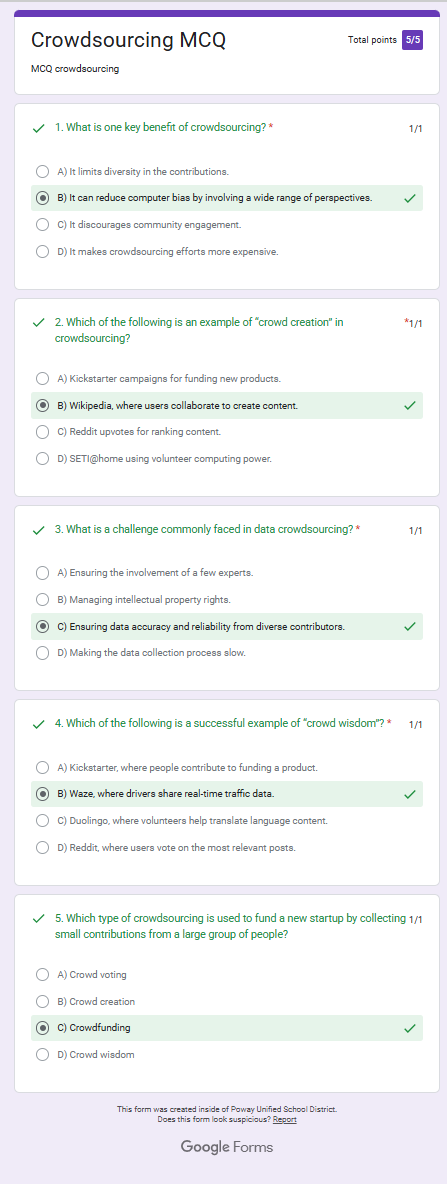 Crowdsourcing MCQ
Total points 5/5
MCQ crowdsourcing
1. What is one key benefit of crowdsourcing? *
1/1
A) It limits diversity in the contributions.
B) It can reduce computer bias by involving a wide range of perspectives.
C) It discourages community engagement.
D) It makes crowdsourcing efforts more expensive.
2. Which of the following is an example of “crowd creation” in
*1/1
crowdsourcing?
A) Kickstarter campaigns for funding new products.
B) Wikipedia, where users collaborate to create content.
C) Reddit upvotes for ranking content.
D) SETI@home using volunteer computing power.
3. What is a challenge commonly faced in data crowdsourcing? *
1/1
A) Ensuring the involvement of a few experts.
B) Managing intellectual property rights.
C) Ensuring data accuracy and reliability from diverse contributors.
D) Making the data collection process slow.
4. Which of the following is a successful example of “crowd wisdom”? *
1/1
A) Kickstarter, where people contribute to funding a product.
B) Waze, where drivers share real-time traffic data.
C) Duolingo, where volunteers help translate language content.
D) Reddit, where users vote on the most relevant posts.
5. Which type of crowdsourcing is used to fund a new startup by collecting
1/1
small contributions from a large group of people?
A) Crowd voting
B) Crowd creation
C) Crowdfunding
D) Crowd wisdom
This form was created inside of Poway Unified School District.
Does this form look suspicious? Report
Google Forms